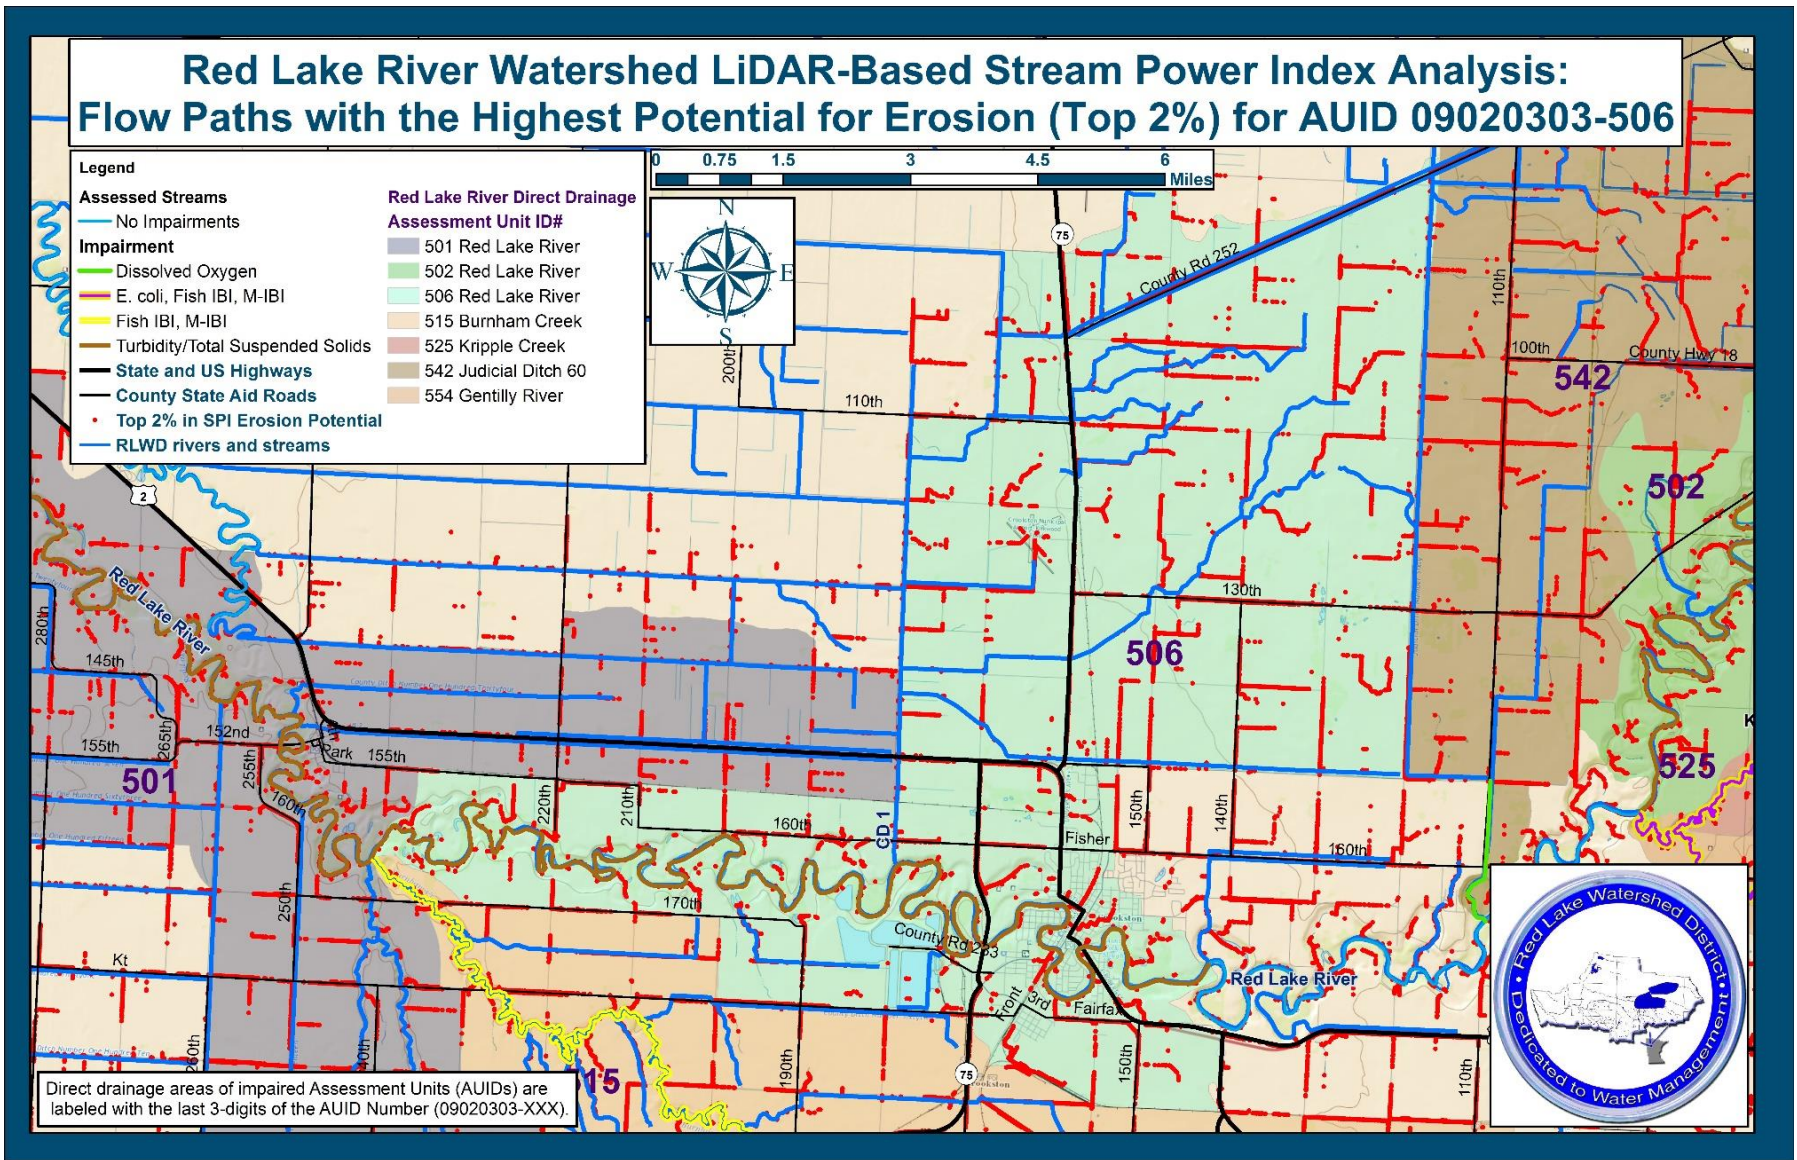 Red Lake River Watershed LiDAR-Based Stream Power Index Analysis:
Flow Paths with the Highest Potential for Erosion (Top 2%) for AUID 09020303-506
Legend
Assessed Streams
No Impairments
Impairment
Dissolved Oxygen
E. coli, Fish IBI, M-IBI
Fish IBI, M-IBI
Turbidity/Total Suspended Solids
State and US Highways
County State Aid Roads
Top 2% in SPI Erosion Potential
RLWD rivers and streams
Red Lake River Direct Drainage
Assessment Unit ID#
501 Red Lake River
502 Red Lake River
506 Red Lake River
515 Burnham Creek
525 Kripple Creek
542 Judicial Ditch 60
554 Gentilly River
0 0.75 1.5 3 4.5 6
Miles
N
W E
S
75
County Rd 252
110th
200th
100th
County Hwy 18
542
110th
502
2
Red Lake River
280th
145th
130th
506
152nd
265th
Park
155th
155th
501
255th
160th
220th
210th
160th
CD 1
Fisher
150th
140th
160th
525
K
250th
170th
County Rd 233
Kt
Red Lake River
Front
3rd
Fairfax
190th
75
150th
110th
Direct drainage areas of impaired Assessment Units (AUIDs) are
labeled with the last 3-digits of the AUID Number (09020303-XXX).
Red Lake Watershed District
Dedicated to Water Management